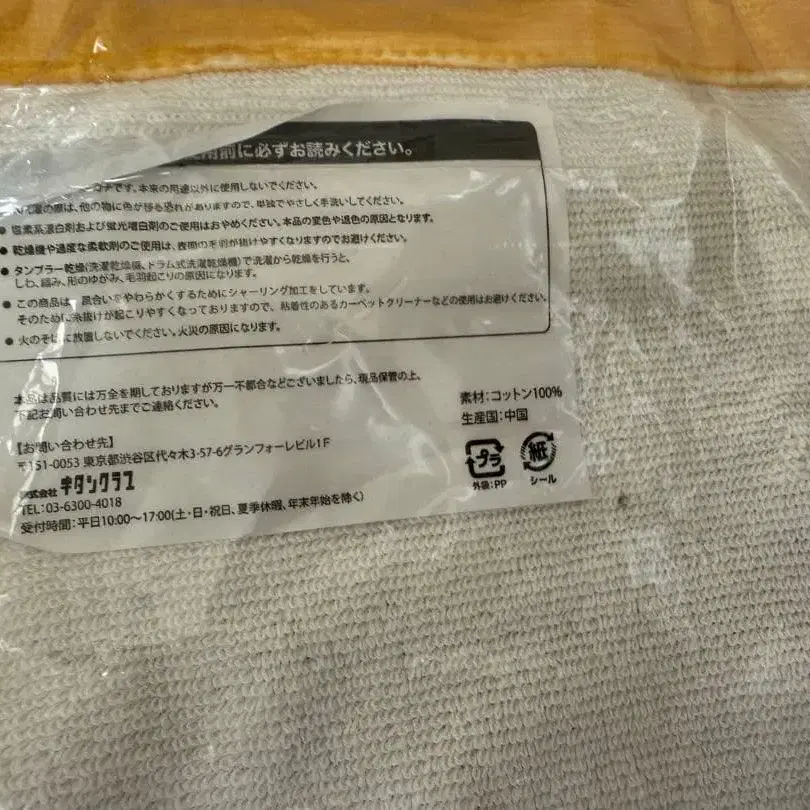 用前に必ずお読みください。
です。本来の用途以外に使用しないでください。
の際は、他の物に色が移る恐れがありますので、単独でやさしく手洗いしてください。
● 塩素系漂白剤および蛍光増白剤のご使用はおやめください。本品の変色や退色の原因となります。
● 乾燥機や過度な柔軟剤のご使用は、表面の毛羽が抜けやすくなりますのでお避けください。
● タンブラー乾燥(洗濯乾燥機、ドラム式洗濯乾燥機)で洗濯から乾燥を行うと、
しわ、縮み、形のゆがみ、毛羽起こりの原因になります。
● この商品は、風合いをやわらかくするためにシャーリング加工をしています。
そのために糸抜けが起こりやすくなっておりますので、粘着性のあるカーペットクリーナーなどの使用はお避けください。
● 火のそばに放置しないでください。火災の原因になります。
本品は品質には万全を期しておりますが万一不都合などございましたら、現品保管の上、
下記お問い合わせ先までご連絡ください。
素材：コットン100%
生産国：中国
【お問い合わせ先】
〒151-0053 東京都渋谷区代々木3-57-6グランフォーレビル1F
株式会社 キタンクラブ
TEL:03-6300-4018
受付時間：平日10:00～17:00(土・日・祝日、夏季休暇、年末年始を除く)
プラ
外袋：PP
紙
シール